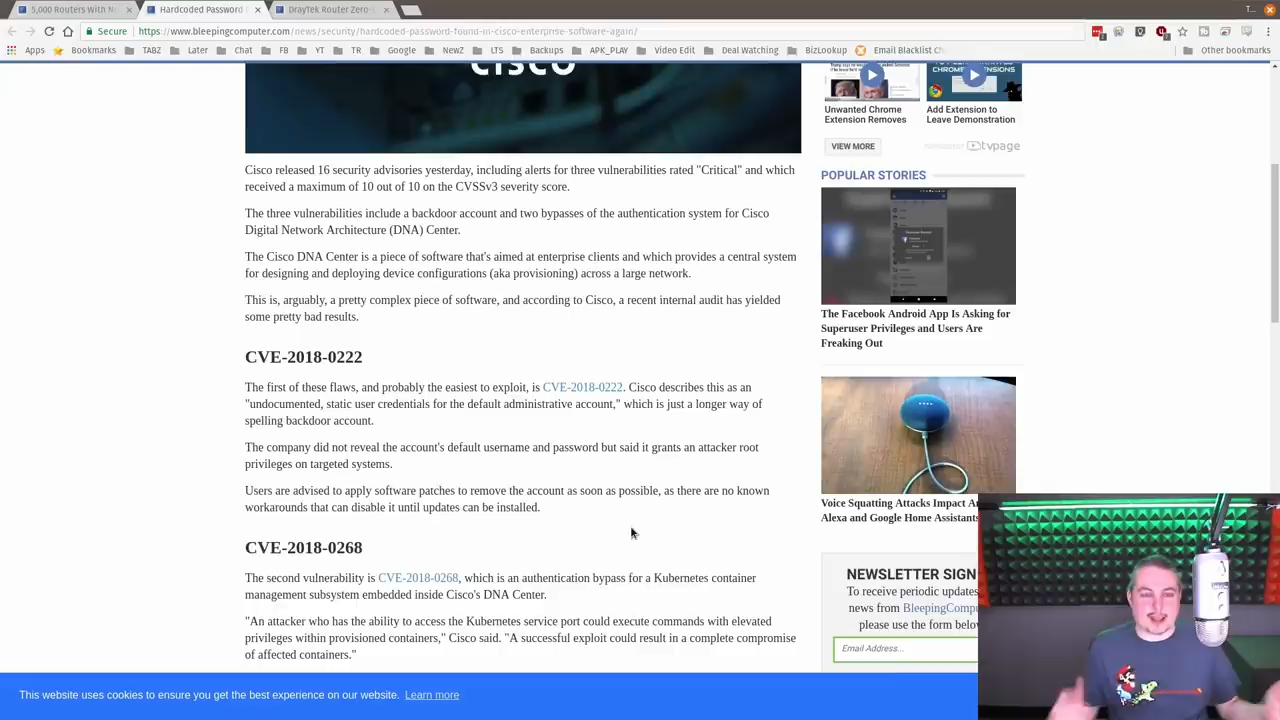 5,000 Routers With N
Hardcoded Password
DrayTek Router Zero-
Secure
https://www.bleepingcomputer.com/news/security/hardcoded-password-found-in-cisco-enterprise-software-again/
Apps
Bookmarks
TABZ
Later
Chat
FB
YT
TR
Google
NewZ
LTS
Backups
APK_PLAY
Video Edit
Deal Watching
BizLookup
Email Blacklist Ch
Other bookmarks
cisco
Cisco released 16 security advisories yesterday, including alerts for three vulnerabilities rated "Critical" and which
received a maximum of 10 out of 10 on the CVSSv3 severity score.
The three vulnerabilities include a backdoor account and two bypasses of the authentication system for Cisco
Digital Network Architecture (DNA) Center.
The Cisco DNA Center is a piece of software that's aimed at enterprise clients and which provides a central system
for designing and deploying device configurations (aka provisioning) across a large network.
This is, arguably, a pretty complex piece of software, and according to Cisco, a recent internal audit has yielded
some pretty bad results.
CVE-2018-0222
The first of these flaws, and probably the easiest to exploit, is CVE-2018-0222. Cisco describes this as an
"undocumented, static user credentials for the default administrative account," which is just a longer way of
spelling backdoor account.
The company did not reveal the account's default username and password but said it grants an attacker root
privileges on targeted systems.
Users are advised to apply software patches to remove the account as soon as possible, as there are no known
workarounds that can disable it until updates can be installed.
CVE-2018-0268
The second vulnerability is CVE-2018-0268, which is an authentication bypass for a Kubernetes container
management subsystem embedded inside Cisco's DNA Center.
"An attacker who has the ability to access the Kubernetes service port could execute commands with elevated
privileges within provisioned containers," Cisco said. "A successful exploit could result in a complete compromise
of affected containers."
Unwanted Chrome
Extension Removes
Add Extension to
Leave Demonstration
VIEW MORE
tvpage
POPULAR STORIES
The Facebook Android App Is Asking for
Superuser Privileges and Users Are
Freaking Out
Voice Squatting Attacks Impact A
Alexa and Google Home Assistants
NEWSLETTER SIGN
To receive periodic updates
news from BleepingCompu
please use the form below
Email Address...
This website uses cookies to ensure you get the best experience on our website. Learn more